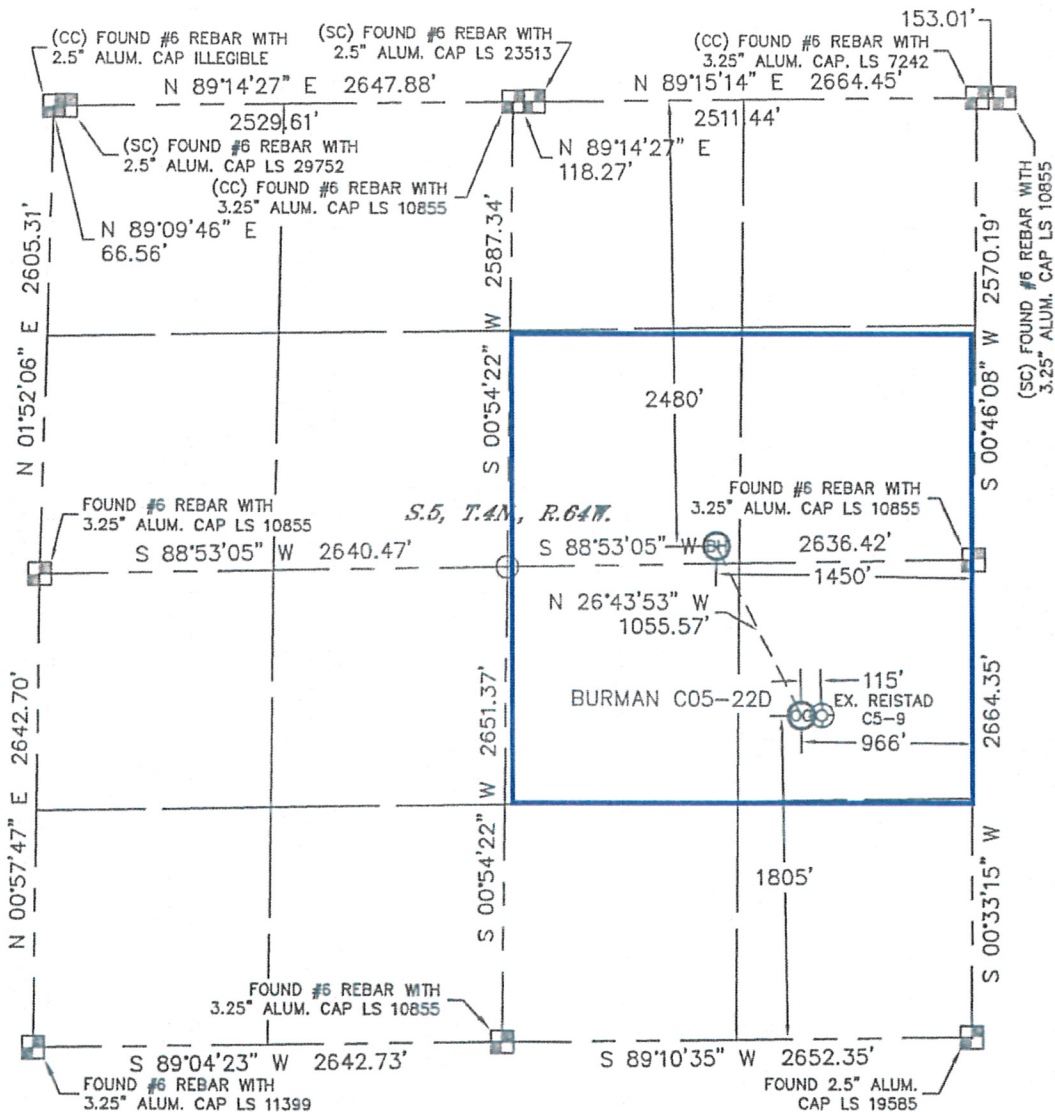 153.01'
(CC) FOUND #6 REBAR WITH
2.5" ALUM. CAP ILLEGIBLE
(SC) FOUND #6 REBAR WITH
2.5" ALUM. CAP LS 23513
(CC) FOUND #6 REBAR WITH
3.25" ALUM. CAP. LS 7242
N 89°14'27" E 2647.88'
N 89°15'14" E 2664.45'
2529.61'
2511.44'
(SC) FOUND #6 REBAR WITH
2.5" ALUM. CAP LS 29752
N 89°14'27" E
118.27'
(CC) FOUND #6 REBAR WITH
3.25" ALUM. CAP LS 10855
N 89°09'46" E
66.56'
(SC) FOUND #6 REBAR WITH
3.25" ALUM. CAP LS 10855
N 01°52'06" E 2605.31'
S 00°54'22" W 2587.34'
S 00°46'08" W 2570.19'
2480'
FOUND #6 REBAR WITH
3.25" ALUM. CAP LS 10855
S.5, T.4N., R.64W.
FOUND #6 REBAR WITH
3.25" ALUM. CAP LS 10855
S 88°53'05" W 2640.47'
S 88°53'05" W
BH
2636.42'
1450'
N 26°43'53" W
1055.57'
115'
BURMAN C05-22D
OG
EX. REISTAD
C5-9
966'
N 00°57'47" E 2642.70'
S 00°54'22" W 2651.37'
S 00°33'15" W 2664.35'
1805'
FOUND #6 REBAR WITH
3.25" ALUM. CAP LS 10855
S 89°04'23" W 2642.73'
S 89°10'35" W 2652.35'
FOUND #6 REBAR WITH
3.25" ALUM. CAP LS 11399
FOUND 2.5" ALUM.
CAP LS 19585